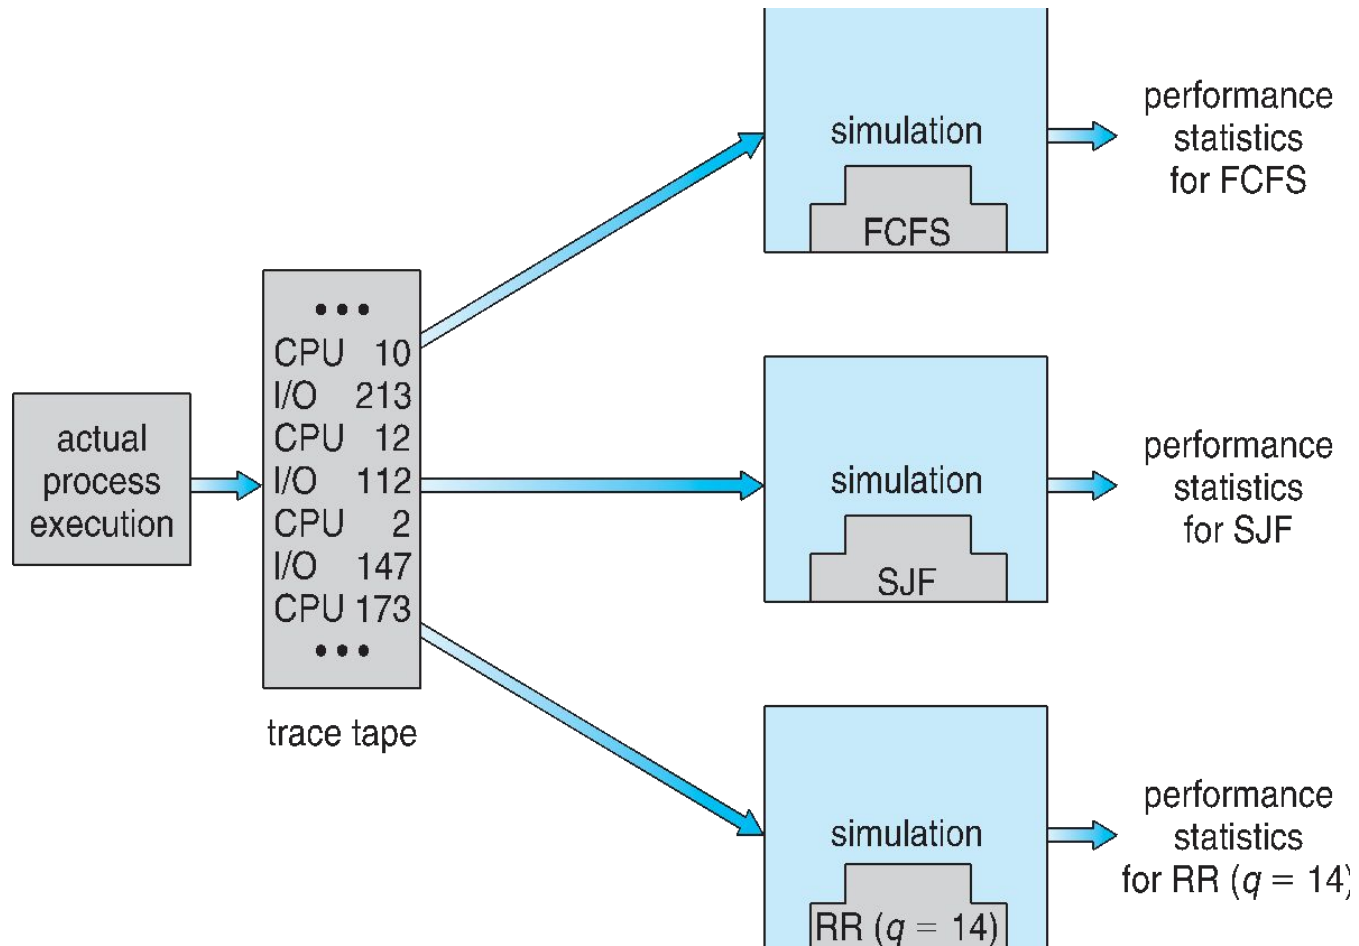 actual
process
execution
•••
CPU 10
I/O 213
CPU 12
I/O 112
CPU 2
I/O 147
CPU 173
•••
trace tape
simulation
FCFS
performance
statistics
for FCFS
simulation
SJF
performance
statistics
for SJF
simulation
RR (q = 14)
performance
statistics
for RR (q = 14)